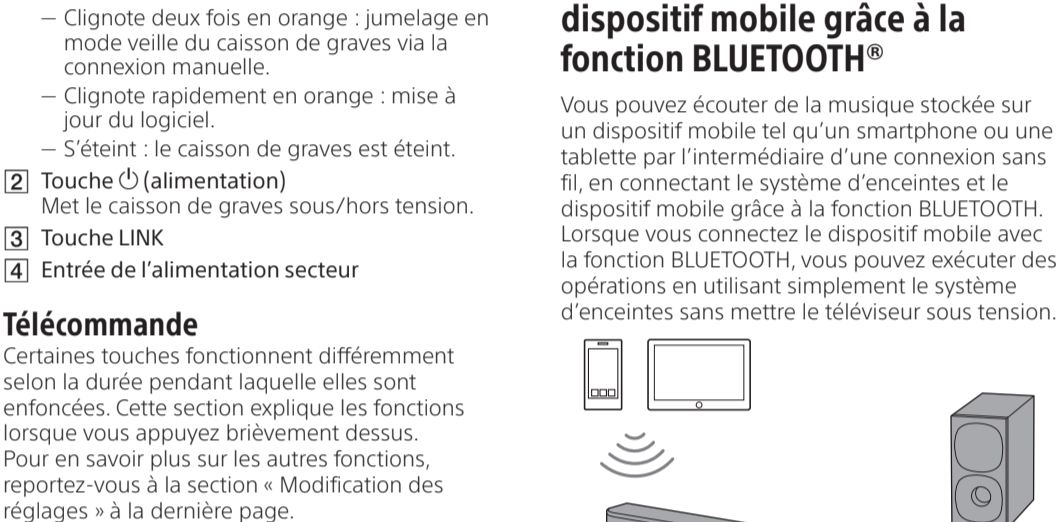 – Clignote deux fois en orange : jumelage en
mode veille du caisson de graves via la
connexion manuelle.
– Clignote rapidement en orange : mise à
jour du logiciel.
– S’éteint : le caisson de graves est éteint.
2 Touche ⏻ (alimentation)
Met le caisson de graves sous/hors tension.
3 Touche LINK
4 Entrée de l’alimentation secteur
Télécommande
Certaines touches fonctionnent différemment
selon la durée pendant laquelle elles sont
enfoncées. Cette section explique les fonctions
lorsque vous appuyez brièvement dessus.
Pour en savoir plus sur les autres fonctions,
reportez-vous à la section « Modification des
réglages » à la dernière page.
dispositif mobile grâce à la
fonction BLUETOOTH®
Vous pouvez écouter de la musique stockée sur
un dispositif mobile tel qu’un smartphone ou une
tablette par l’intermédiaire d’une connexion sans
fil, en connectant le système d’enceintes et le
dispositif mobile grâce à la fonction BLUETOOTH.
Lorsque vous connectez le dispositif mobile avec
la fonction BLUETOOTH, vous pouvez exécuter des
opérations en utilisant simplement le système
d’enceintes sans mettre le téléviseur sous tension.